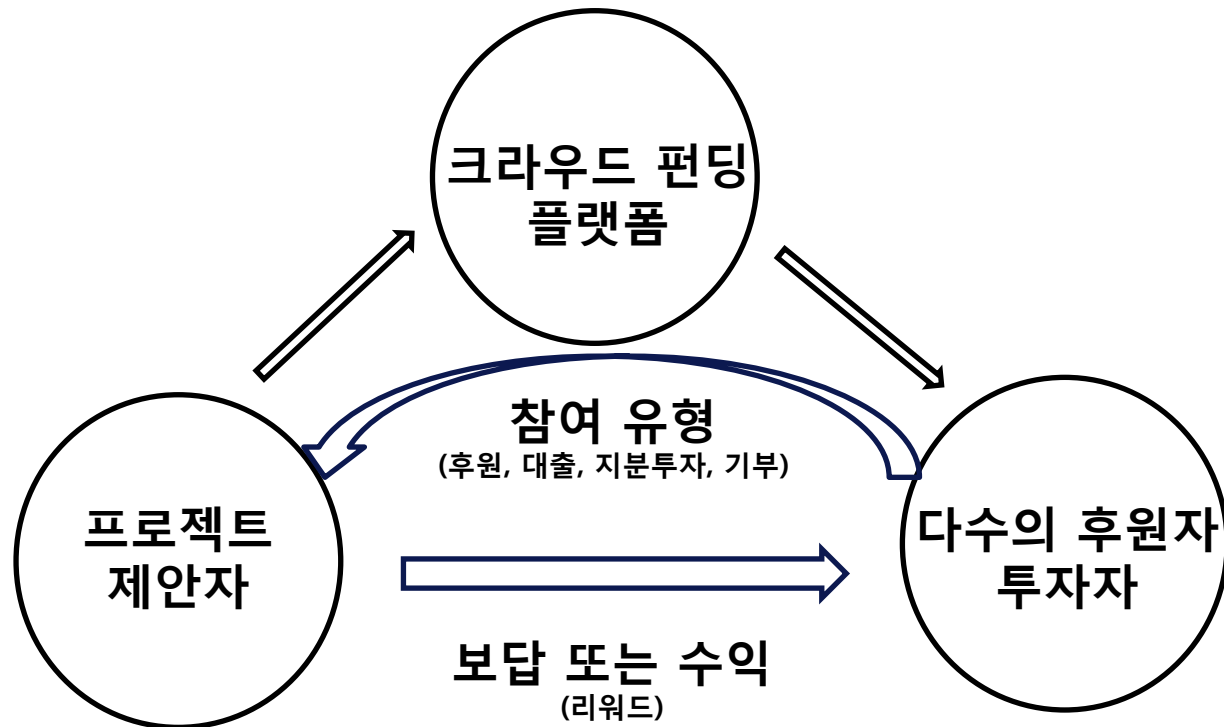 크라우드 펀딩
플랫폼
참여 유형
(후원, 대출, 지분투자, 기부)
프로젝트
제안자
다수의 후원자
투자자
보답 또는 수익
(리워드)